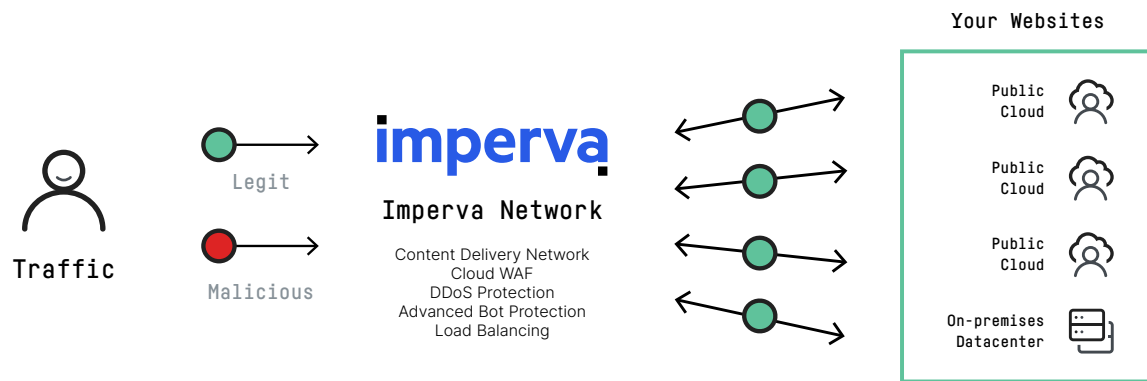 Your Websites
Traffic
Legit
Malicious
imperva
Imperva Network
Content Delivery Network
Cloud WAF
DDoS Protection
Advanced Bot Protection
Load Balancing
Public
Cloud
Public
Cloud
Public
Cloud
On-premises
Datacenter